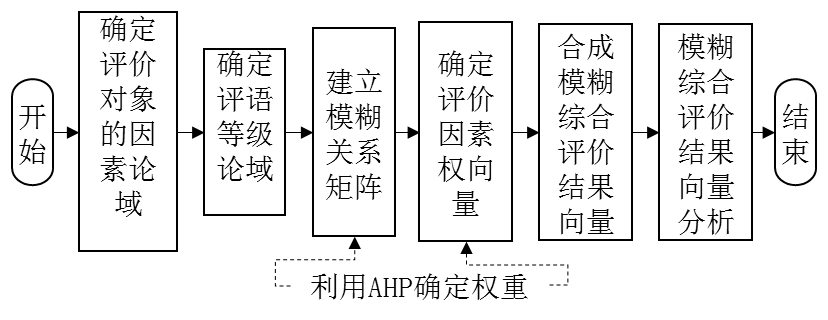 开
始
确定
评价
对象
的因
素论
域
确定
评语
等级
论域
建立
模糊
关系
矩阵
确定
评价
因素
权向
量
合成
模糊
综合
评价
结果
向量
模糊
综合
评价
结果
向量
分析
结
束
利用AHP确定权重